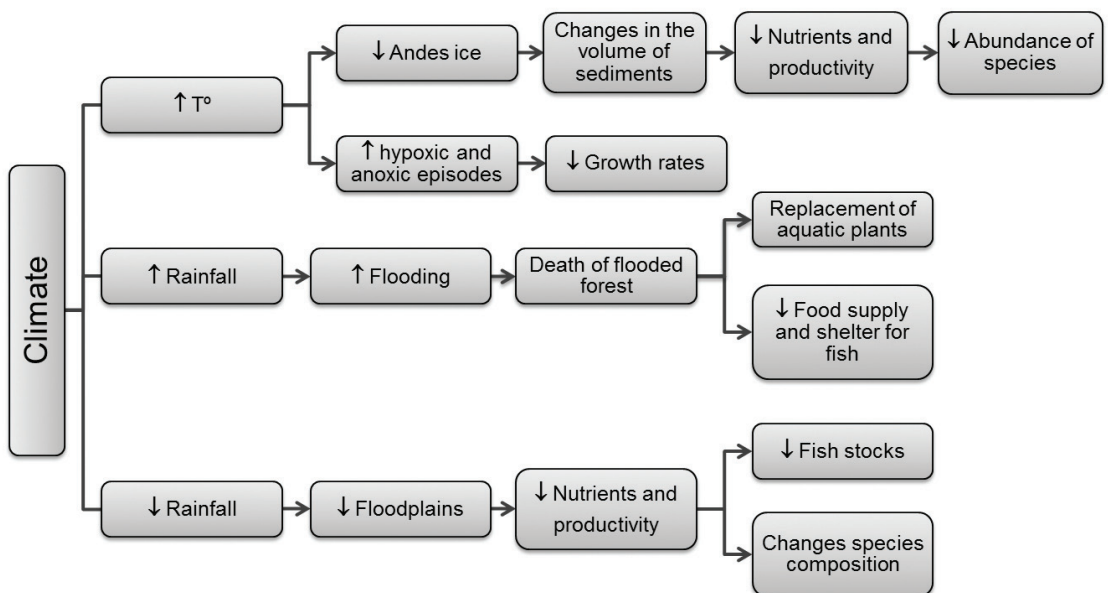 Climate
↑ Tº
↓ Andes ice
Changes in the
volume of
sediments
↓ Nutrients and
productivity
↓ Abundance of
species
↑ hypoxic and
anoxic episodes
↓ Growth rates
↑ Rainfall
↑ Flooding
Death of flooded
forest
Replacement of
aquatic plants
↓ Food supply
and shelter for
fish
↓ Rainfall
↓ Floodplains
↓ Nutrients and
productivity
↓ Fish stocks
Changes species
composition